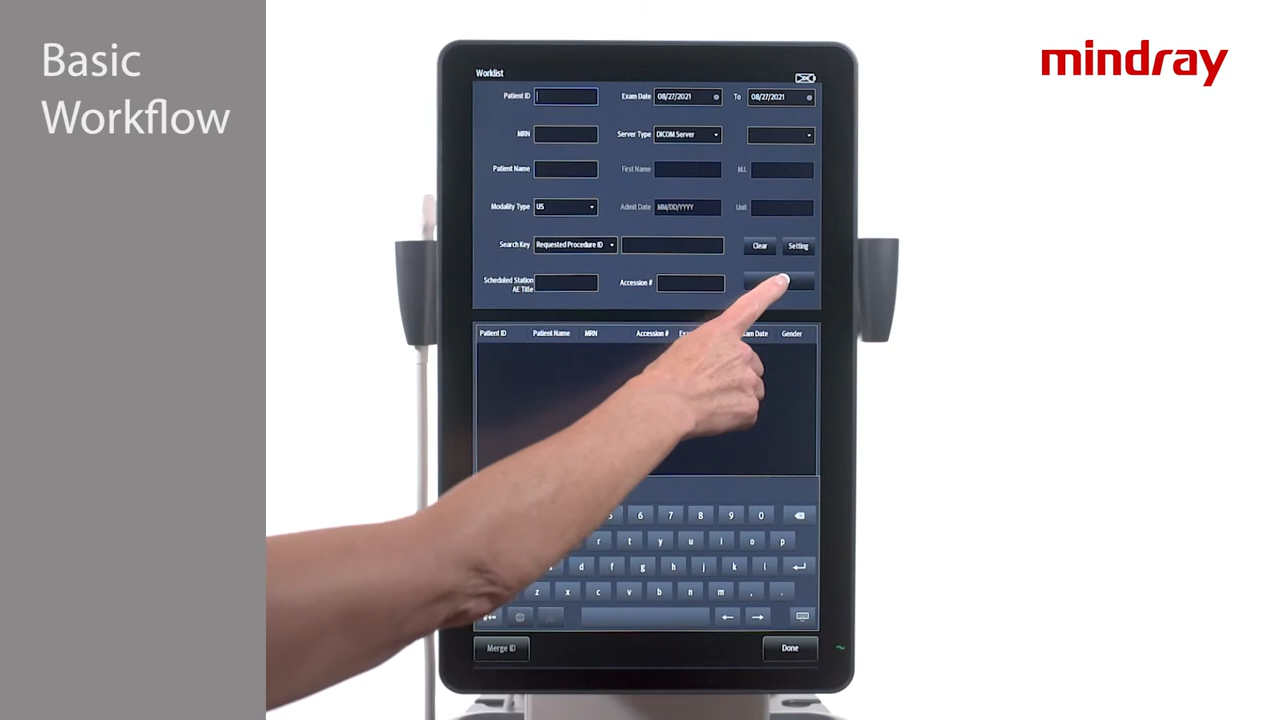 Basic
Workflow
mindray
Worklist
Patient ID Exam Date 08/27/2021 To 08/27/2021
MRN Server Type DICOM Server
Patient Name First Name M.I.
Modality Type US Admit Date MM/DD/YYYY Unit
Search Key Requested Procedure ID Clear Setting
Scheduled Station
AE Title Accession #
Patient ID Patient Name MRN Accession # Date Gender
6 7 8 9 0
r t y u i o p
d f g h j k l
z x c v b n m , .
Merge ID Done